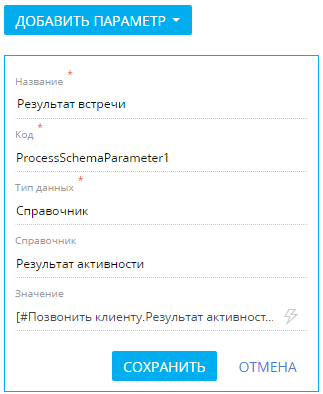 ДОБАВИТЬ ПАРАМЕТР
Название *
Результат встречи
Код *
ProcessSchemaParameter1
Тип данных *
Справочник
Справочник
Результат активности
Значение
[#Позвонить клиенту.Результат активност...
СОХРАНИТЬ ОТМЕНА